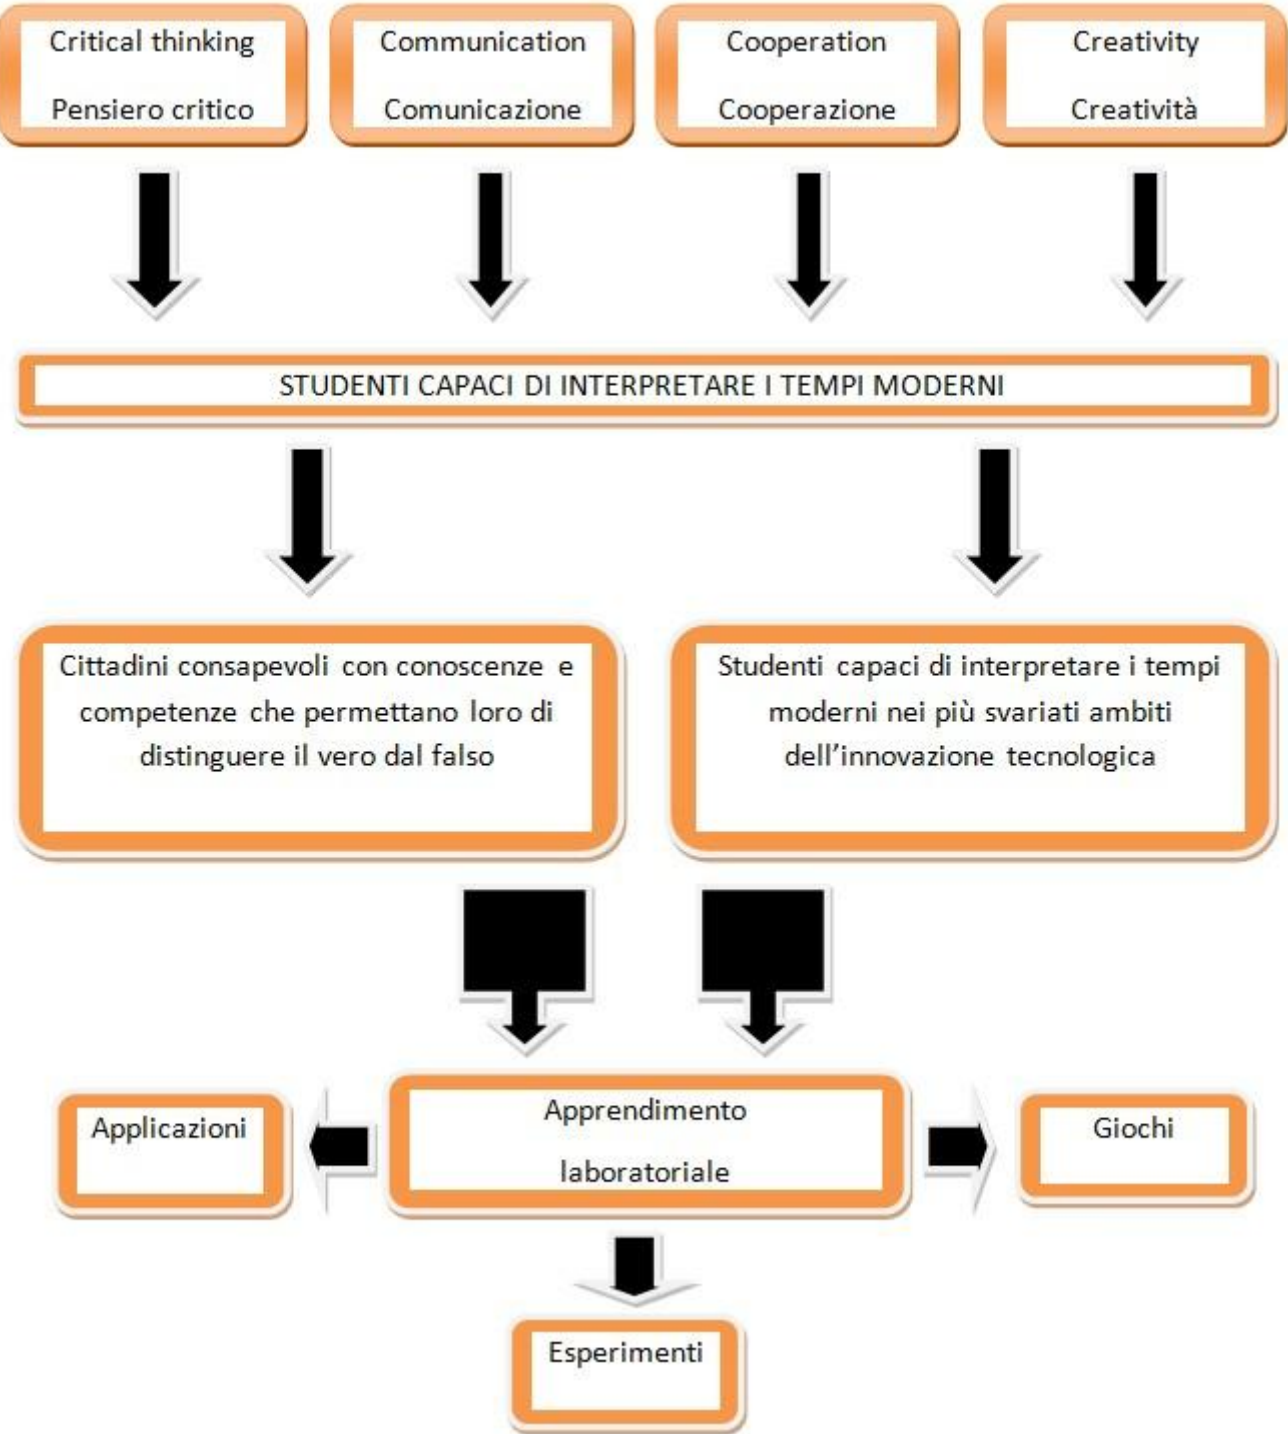 Critical thinking
Pensiero critico
Communication
Comunicazione
Cooperation
Cooperazione
Creativity
Creatività
STUDENTI CAPACI DI INTERPRETARE I TEMPI MODERNI
Cittadini consapevoli con conoscenze e
competenze che permettano loro di
distinguere il vero dal falso
Studenti capaci di interpretare i tempi
moderni nei più svariati ambiti
dell'innovazione tecnologica
Applicazioni
Apprendimento
laboratoriale
Giochi
Esperimenti